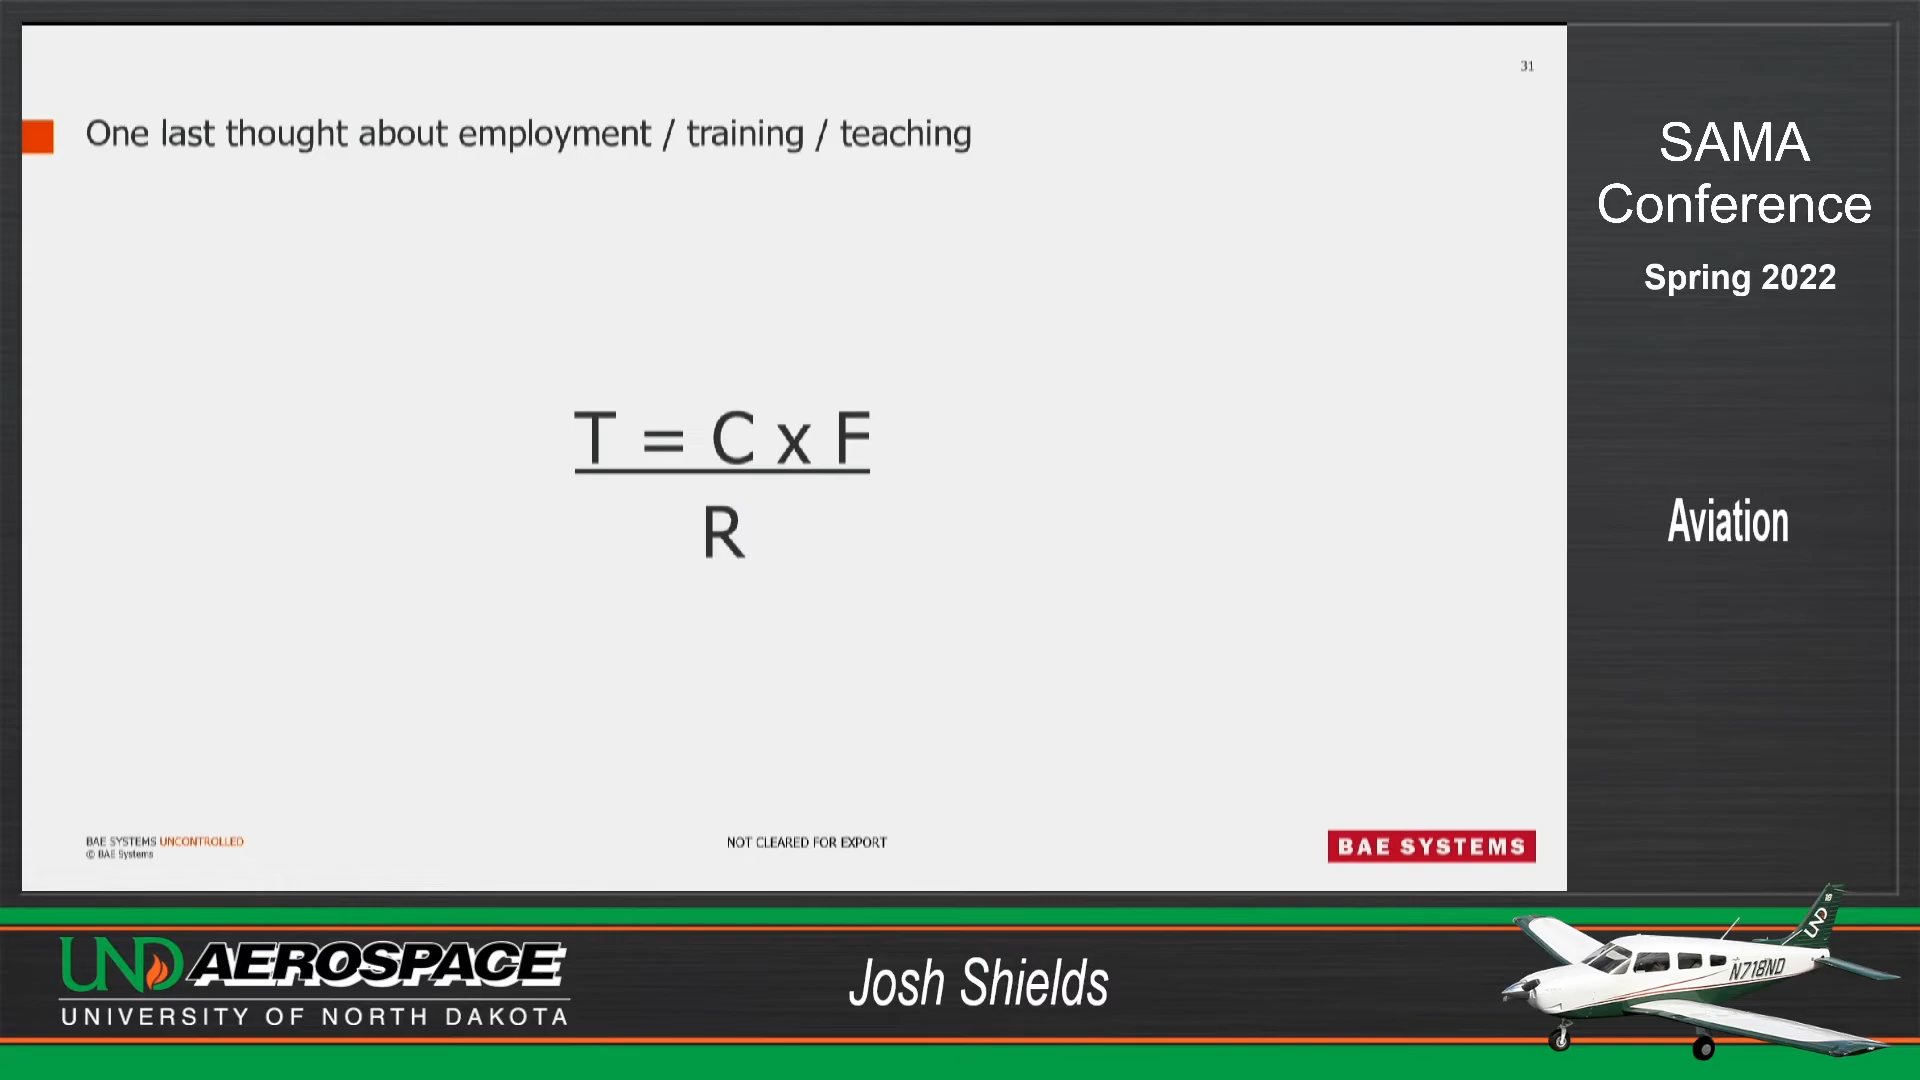 31
One last thought about employment / training / teaching
T = C x F
R
BAE SYSTEMS UNCONTROLLED
© BAE Systems
NOT CLEARED FOR EXPORT
BAE SYSTEMS
SAMA
Conference
Spring 2022
Aviation
UND AEROSPACE
UNIVERSITY OF NORTH DAKOTA
Josh Shields
UND
N718ND